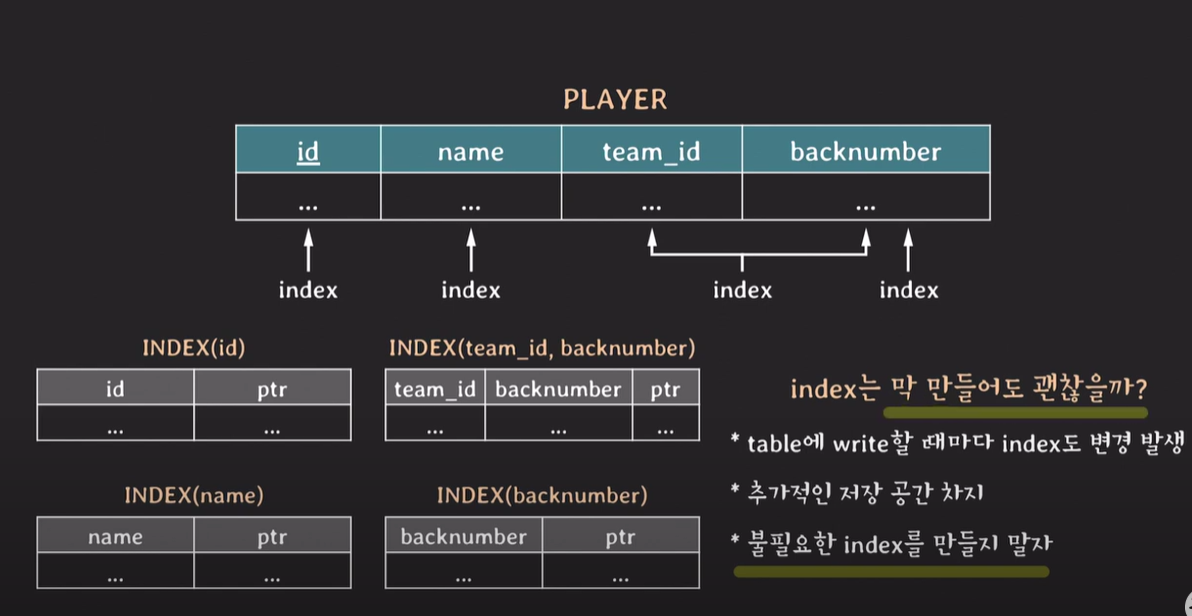 PLAYER
id name team_id backnumber
... ... ... ...
index index index index
INDEX(id)
id ptr
... ...
INDEX(team_id, backnumber)
team_id backnumber ptr
... ... ...
INDEX(name)
name ptr
... ...
INDEX(backnumber)
backnumber ptr
... ...
index는 막 만들어도 괜찮을까?
* table에 write할 때마다 index도 변경 발생
* 추가적인 저장 공간 차지
* 불필요한 index를 만들지 말자